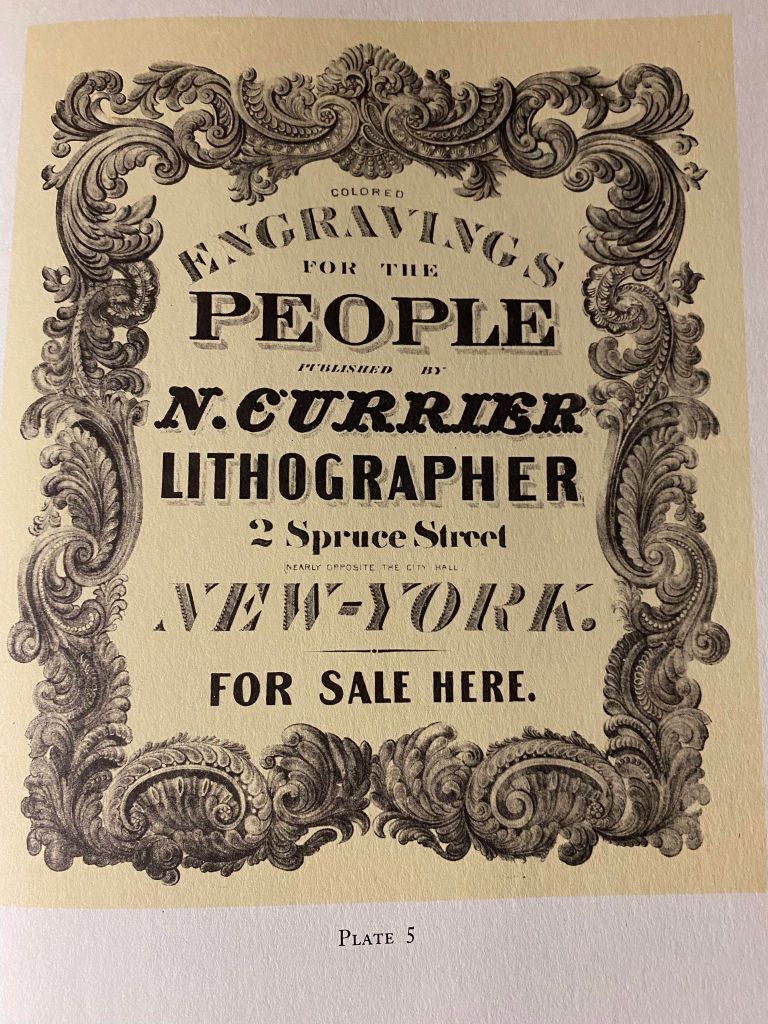 COLORED
ENGRAVINGS
FOR THE
PEOPLE
PUBLISHED BY
N. CURRIER
LITHOGRAPHER
2 Spruce Street
NEARLY OPPOSITE THE CITY HALL
NEW-YORK.
FOR SALE HERE.
PLATE 5